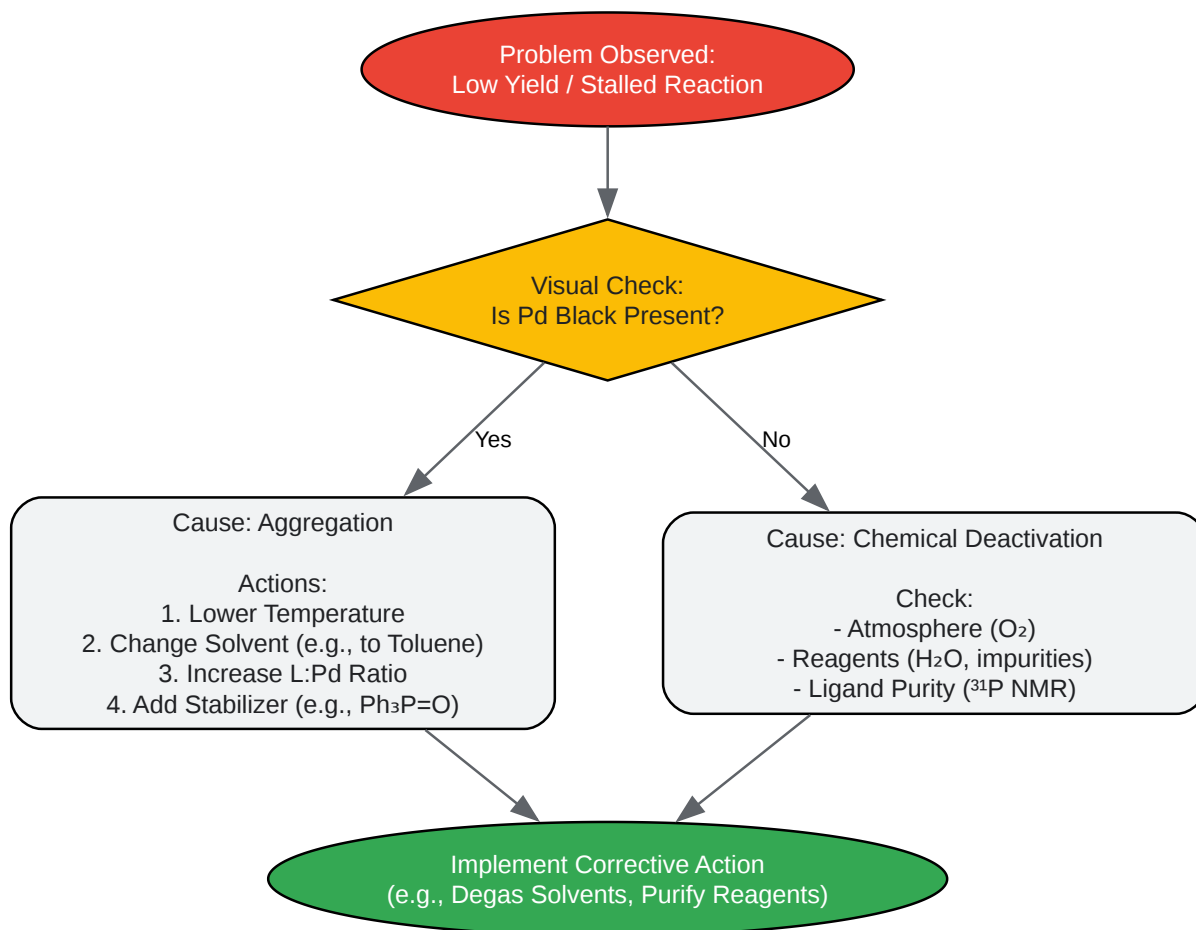 Problem Observed:
Low Yield / Stalled Reaction
Visual Check:
Is Pd Black Present?
Yes
No
Cause: Aggregation
Actions:
1. Lower Temperature
2. Change Solvent (e.g., to Toluene)
3. Increase L:Pd Ratio
4. Add Stabilizer (e.g., Ph₃P=O)
Cause: Chemical Deactivation
Check:
- Atmosphere (O₂)
- Reagents (H₂O, impurities)
- Ligand Purity (³¹P NMR)
Implement Corrective Action
(e.g., Degas Solvents, Purify Reagents)